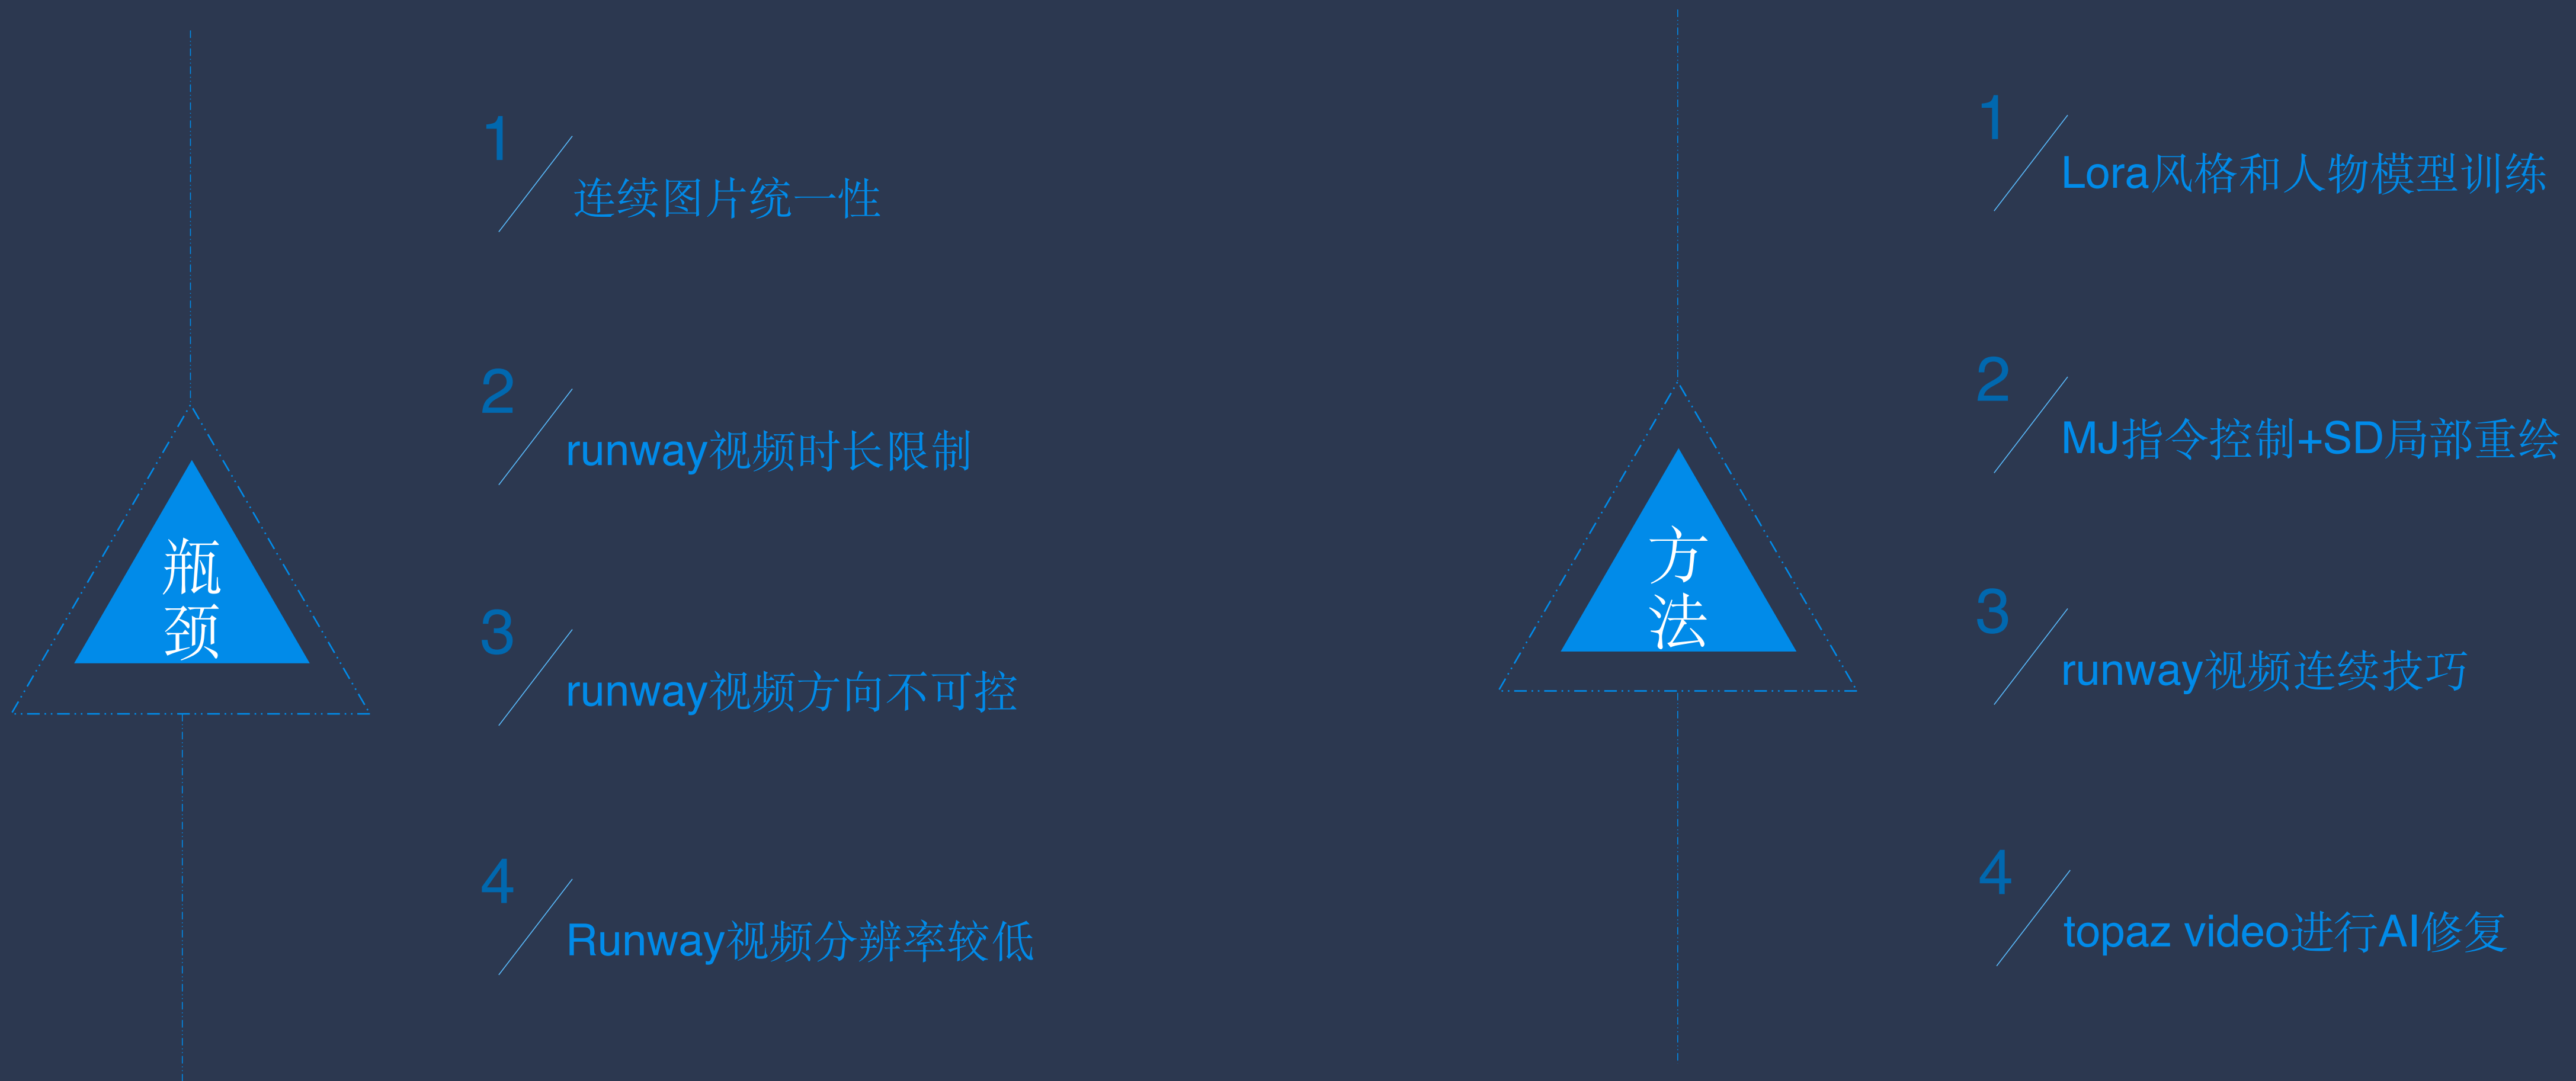 瓶
颈
1
连续图片统一性
2
runway视频时长限制
3
runway视频方向不可控
4
Runway视频分辨率较低
方
法
1
Lora风格和人物模型训练
2
MJ指令控制+SD局部重绘
3
runway视频连续技巧
4
topaz video进行AI修复